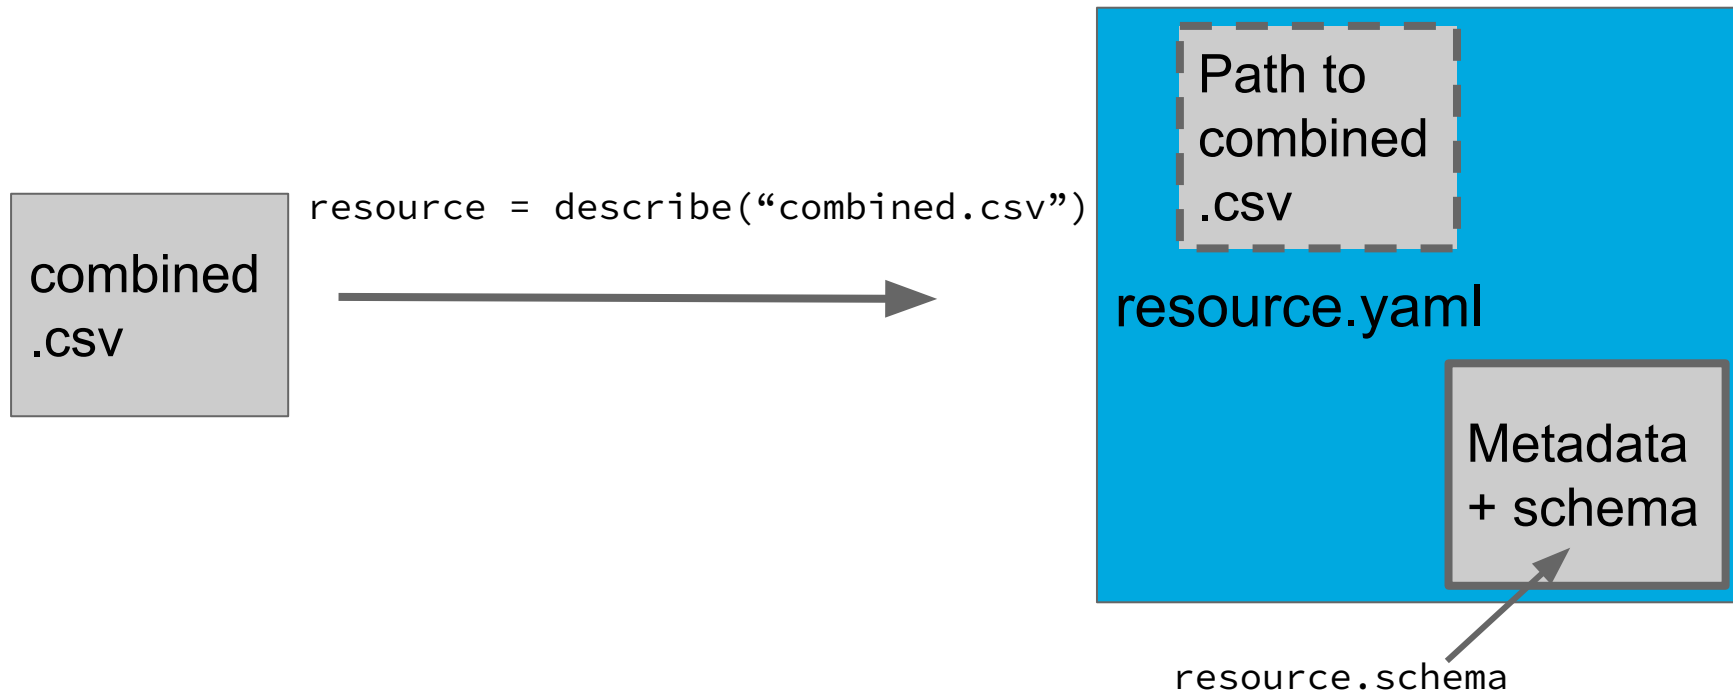 combined
.csv
resource = describe(“combined.csv”)
Path to
combined
.csv
resource.yaml
Metadata
+ schema
resource.schema